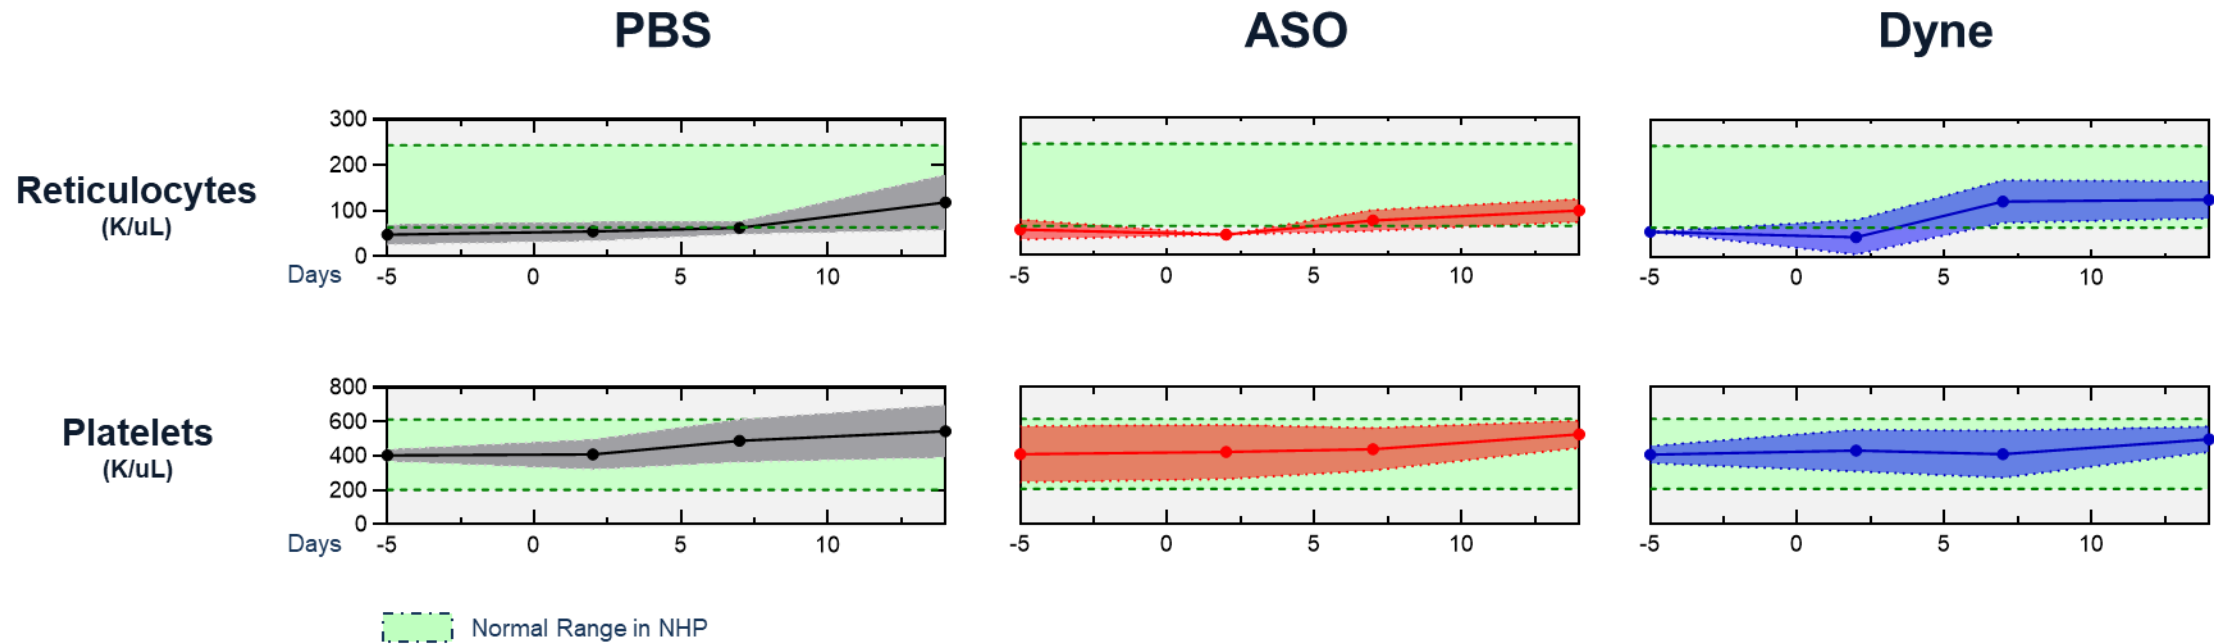 PBS
ASO
Dyne
Reticulocytes
(K/uL)
300
200
100
0
Days
-5 0 5 10
-5 0 5 10
-5 0 5 10
Platelets
(K/uL)
800
600
400
200
0
Days
-5 0 5 10
-5 0 5 10
-5 0 5 10
Normal Range in NHP